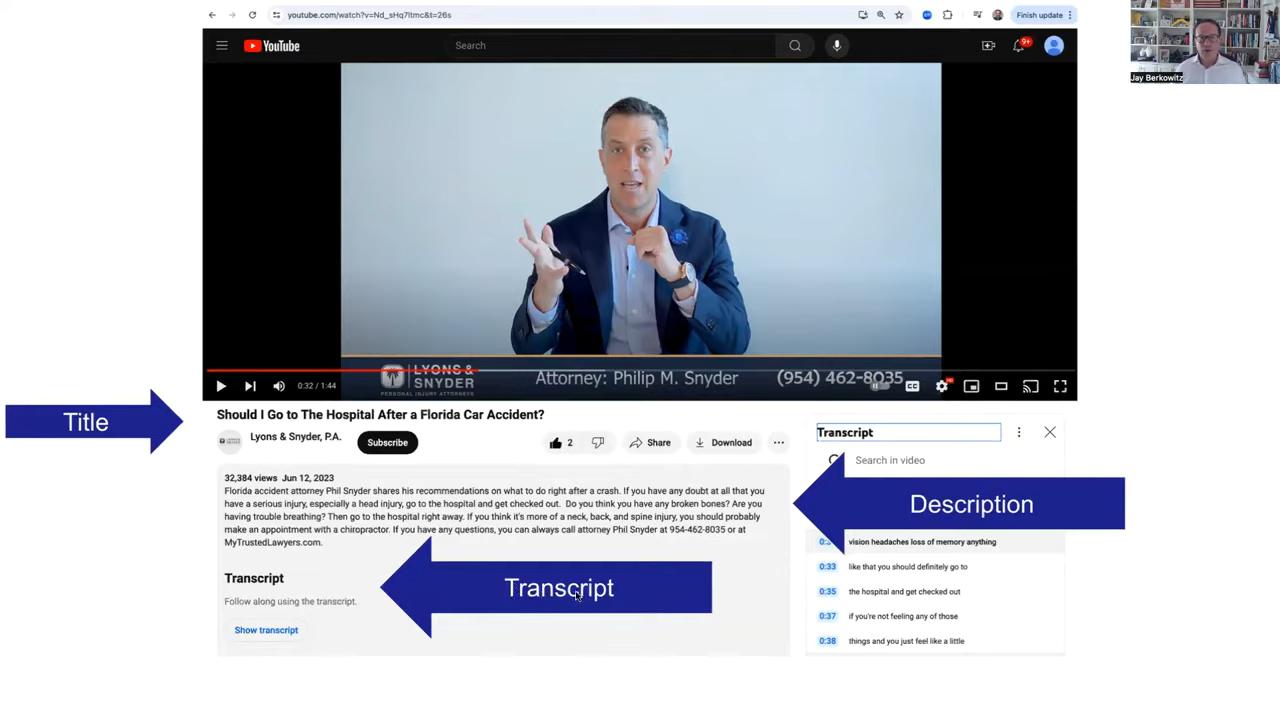 youtube.com/watch?v=Nd_sHq7Itmc&t=26s
Finish update
YouTube
Search
9+
Jay Berkowitz
LYONS &
SNYDER
PERSONAL INJURY ATTORNEYS
Attorney: Philip M. Snyder
(954) 462-8035
0:32 / 1:44
CC
Title
Should I Go to The Hospital After a Florida Car Accident?
Lyons & Snyder, P.A.
Subscribe
2
Share
Download
32,384 views Jun 12, 2023
Florida accident attorney Phil Snyder shares his recommendations on what to do right after a crash. If you have any doubt at all that you
have a serious injury, especially a head injury, go to the hospital and get checked out. Do you think you have any broken bones? Are you
having trouble breathing? Then go to the hospital right away. If you think it's more of a neck, back, and spine injury, you should probably
make an appointment with a chiropractor. If you have any questions, you can always call attorney Phil Snyder at 954-462-8035 or at
MyTrustedLawyers.com.
Transcript
Follow along using the transcript.
Show transcript
Transcript
Transcript
Search in video
Description
vision headaches loss of memory anything
0:33 like that you should definitely go to
0:35 the hospital and get checked out
0:37 if you're not feeling any of those
0:38 things and you just feel like a little